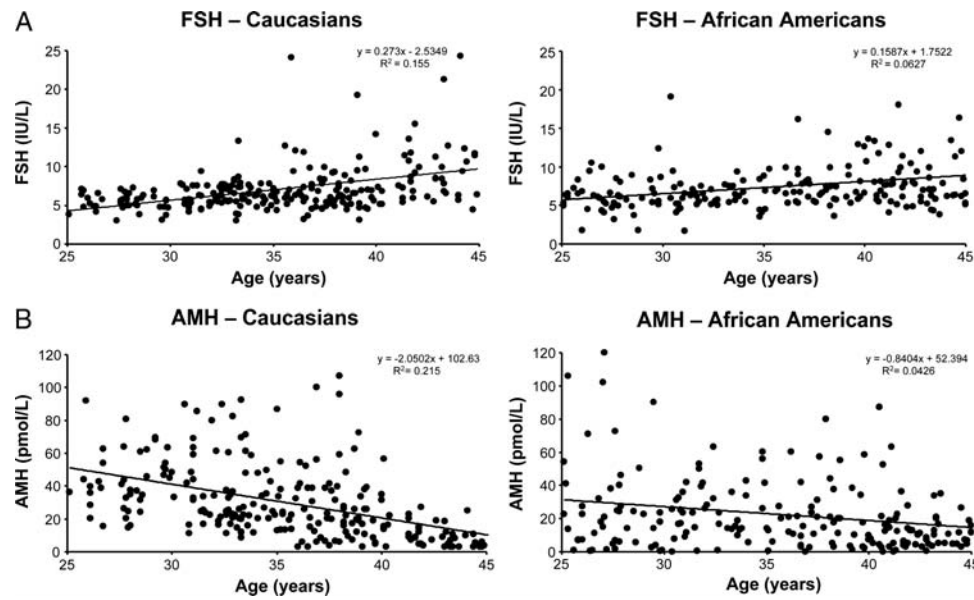 A
FSH – Caucasians
y = 0.273x - 2.5349
R² = 0.155
25
20
15
10
5
0
FSH (IU/L)
25 30 35 40 45
Age (years)
FSH – African Americans
y = 0.1587x + 1.7522
R² = 0.0627
25
20
15
10
5
0
FSH (IU/L)
25 30 35 40 45
Age (years)
B
AMH – Caucasians
y = -2.0502x + 102.63
R²= 0.215
120
100
80
60
40
20
0
AMH (pmol/L)
25 30 35 40 45
Age (years)
AMH – African Americans
y = -0.8404x + 52.394
R²= 0.0426
120
100
80
60
40
20
0
AMH (pmol/L)
25 30 35 40 45
Age (years)